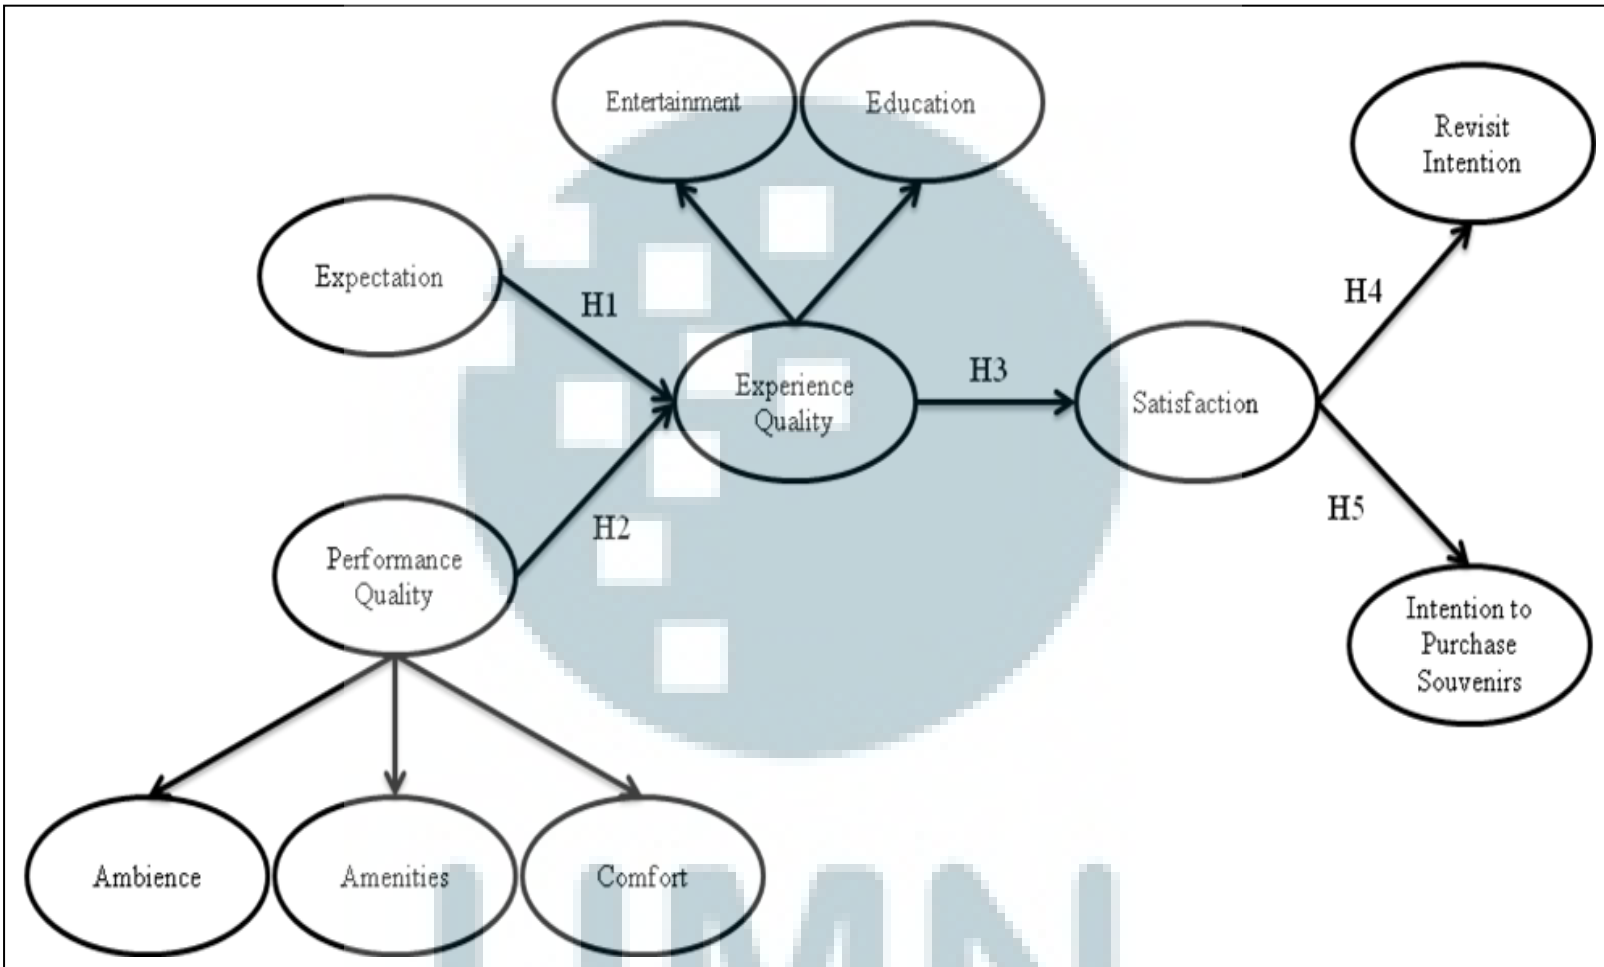 Entertainment
Education
Revisit
Intention
Expectation
H1
H4
Experience
Quality
H3
Satisfaction
H2
H5
Performance
Quality
Intention to
Purchase
Souvenirs
Ambience
Amenities
Comfort
UMN